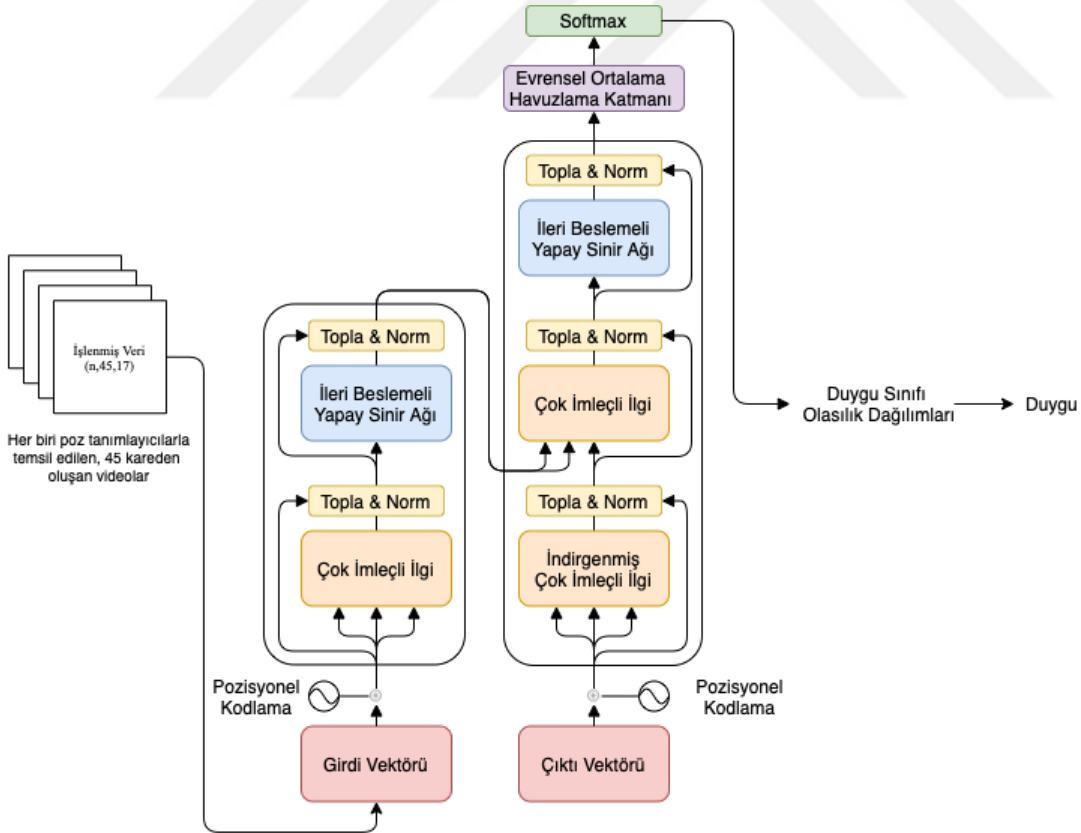 Softmax
Evrensel Ortalama
Havuzlama Katmanı
Topla & Norm
İleri Beslemeli
Yapay Sinir Ağı
Topla & Norm
Çok İmleçli İlgi
Topla & Norm
İndirgenmiş
Çok İmleçli İlgi
Pozisyonel
Kodlama
Çıktı Vektörü
Topla & Norm
İleri Beslemeli
Yapay Sinir Ağı
Topla & Norm
Çok İmleçli İlgi
Pozisyonel
Kodlama
Girdi Vektörü
İşlenmiş Veri
(n,45,17)
Her biri poz tanımlayıcılarla
temsil edilen, 45 kareden
oluşan videolar
Duygu Sınıfı
Olasılık Dağılımları
Duygu